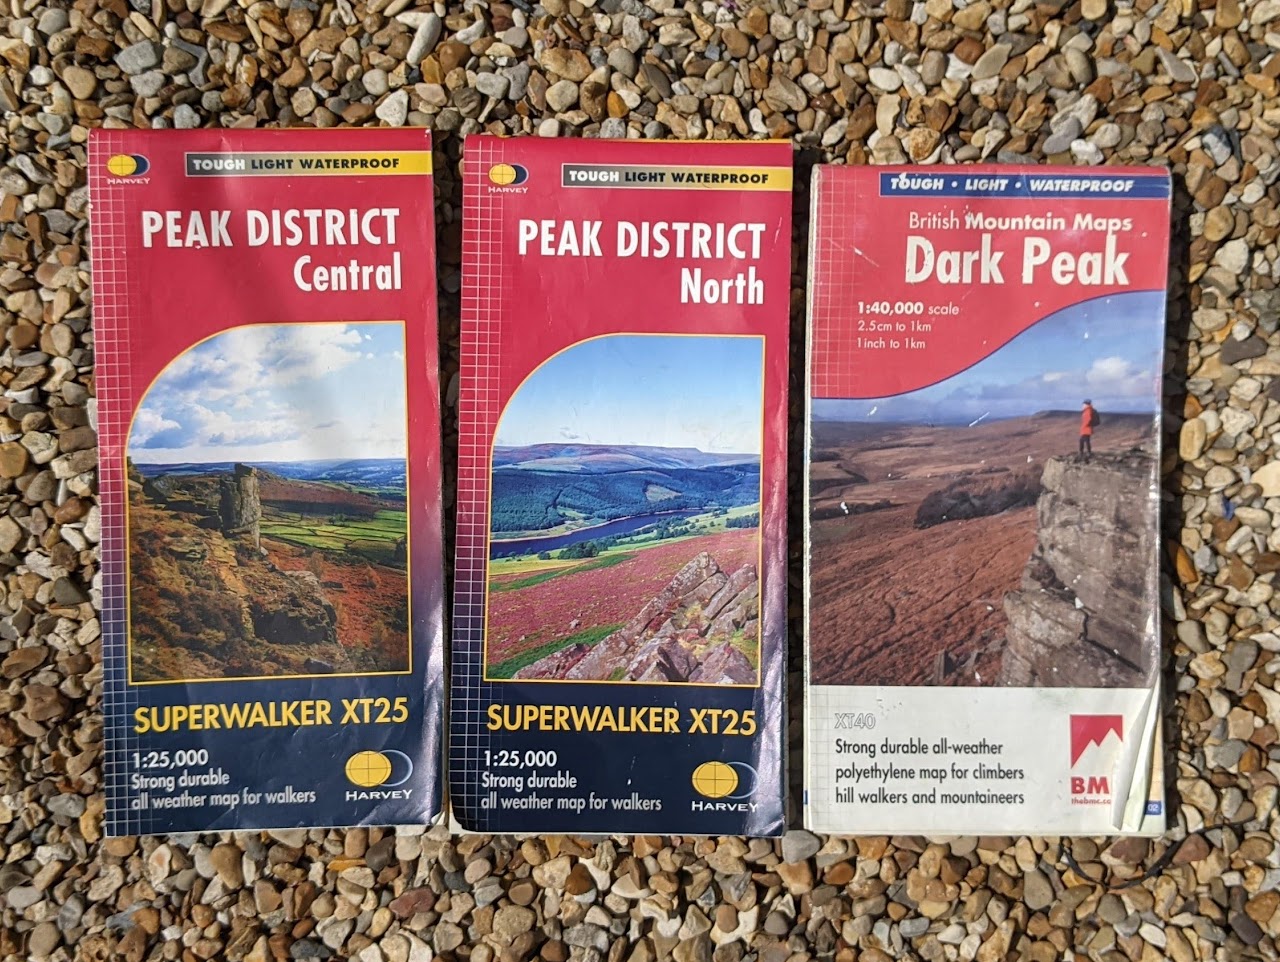 HARVEY
TOUGH LIGHT WATERPROOF
PEAK DISTRICT
Central
SUPERWALKER XT25
1:25,000
Strong durable
all weather map for walkers
HARVEY
HARVEY
TOUGH LIGHT WATERPROOF
PEAK DISTRICT
North
SUPERWALKER XT25
1:25,000
Strong durable
all weather map for walkers
HARVEY
TOUGH • LIGHT • WATERPROOF
British Mountain Maps
Dark Peak
1:40,000 scale
2.5cm to 1km
1inch to 1km
XT40
Strong durable all-weather
polyethylene map for climbers
hill walkers and mountaineers
BM
thebmc.co
02